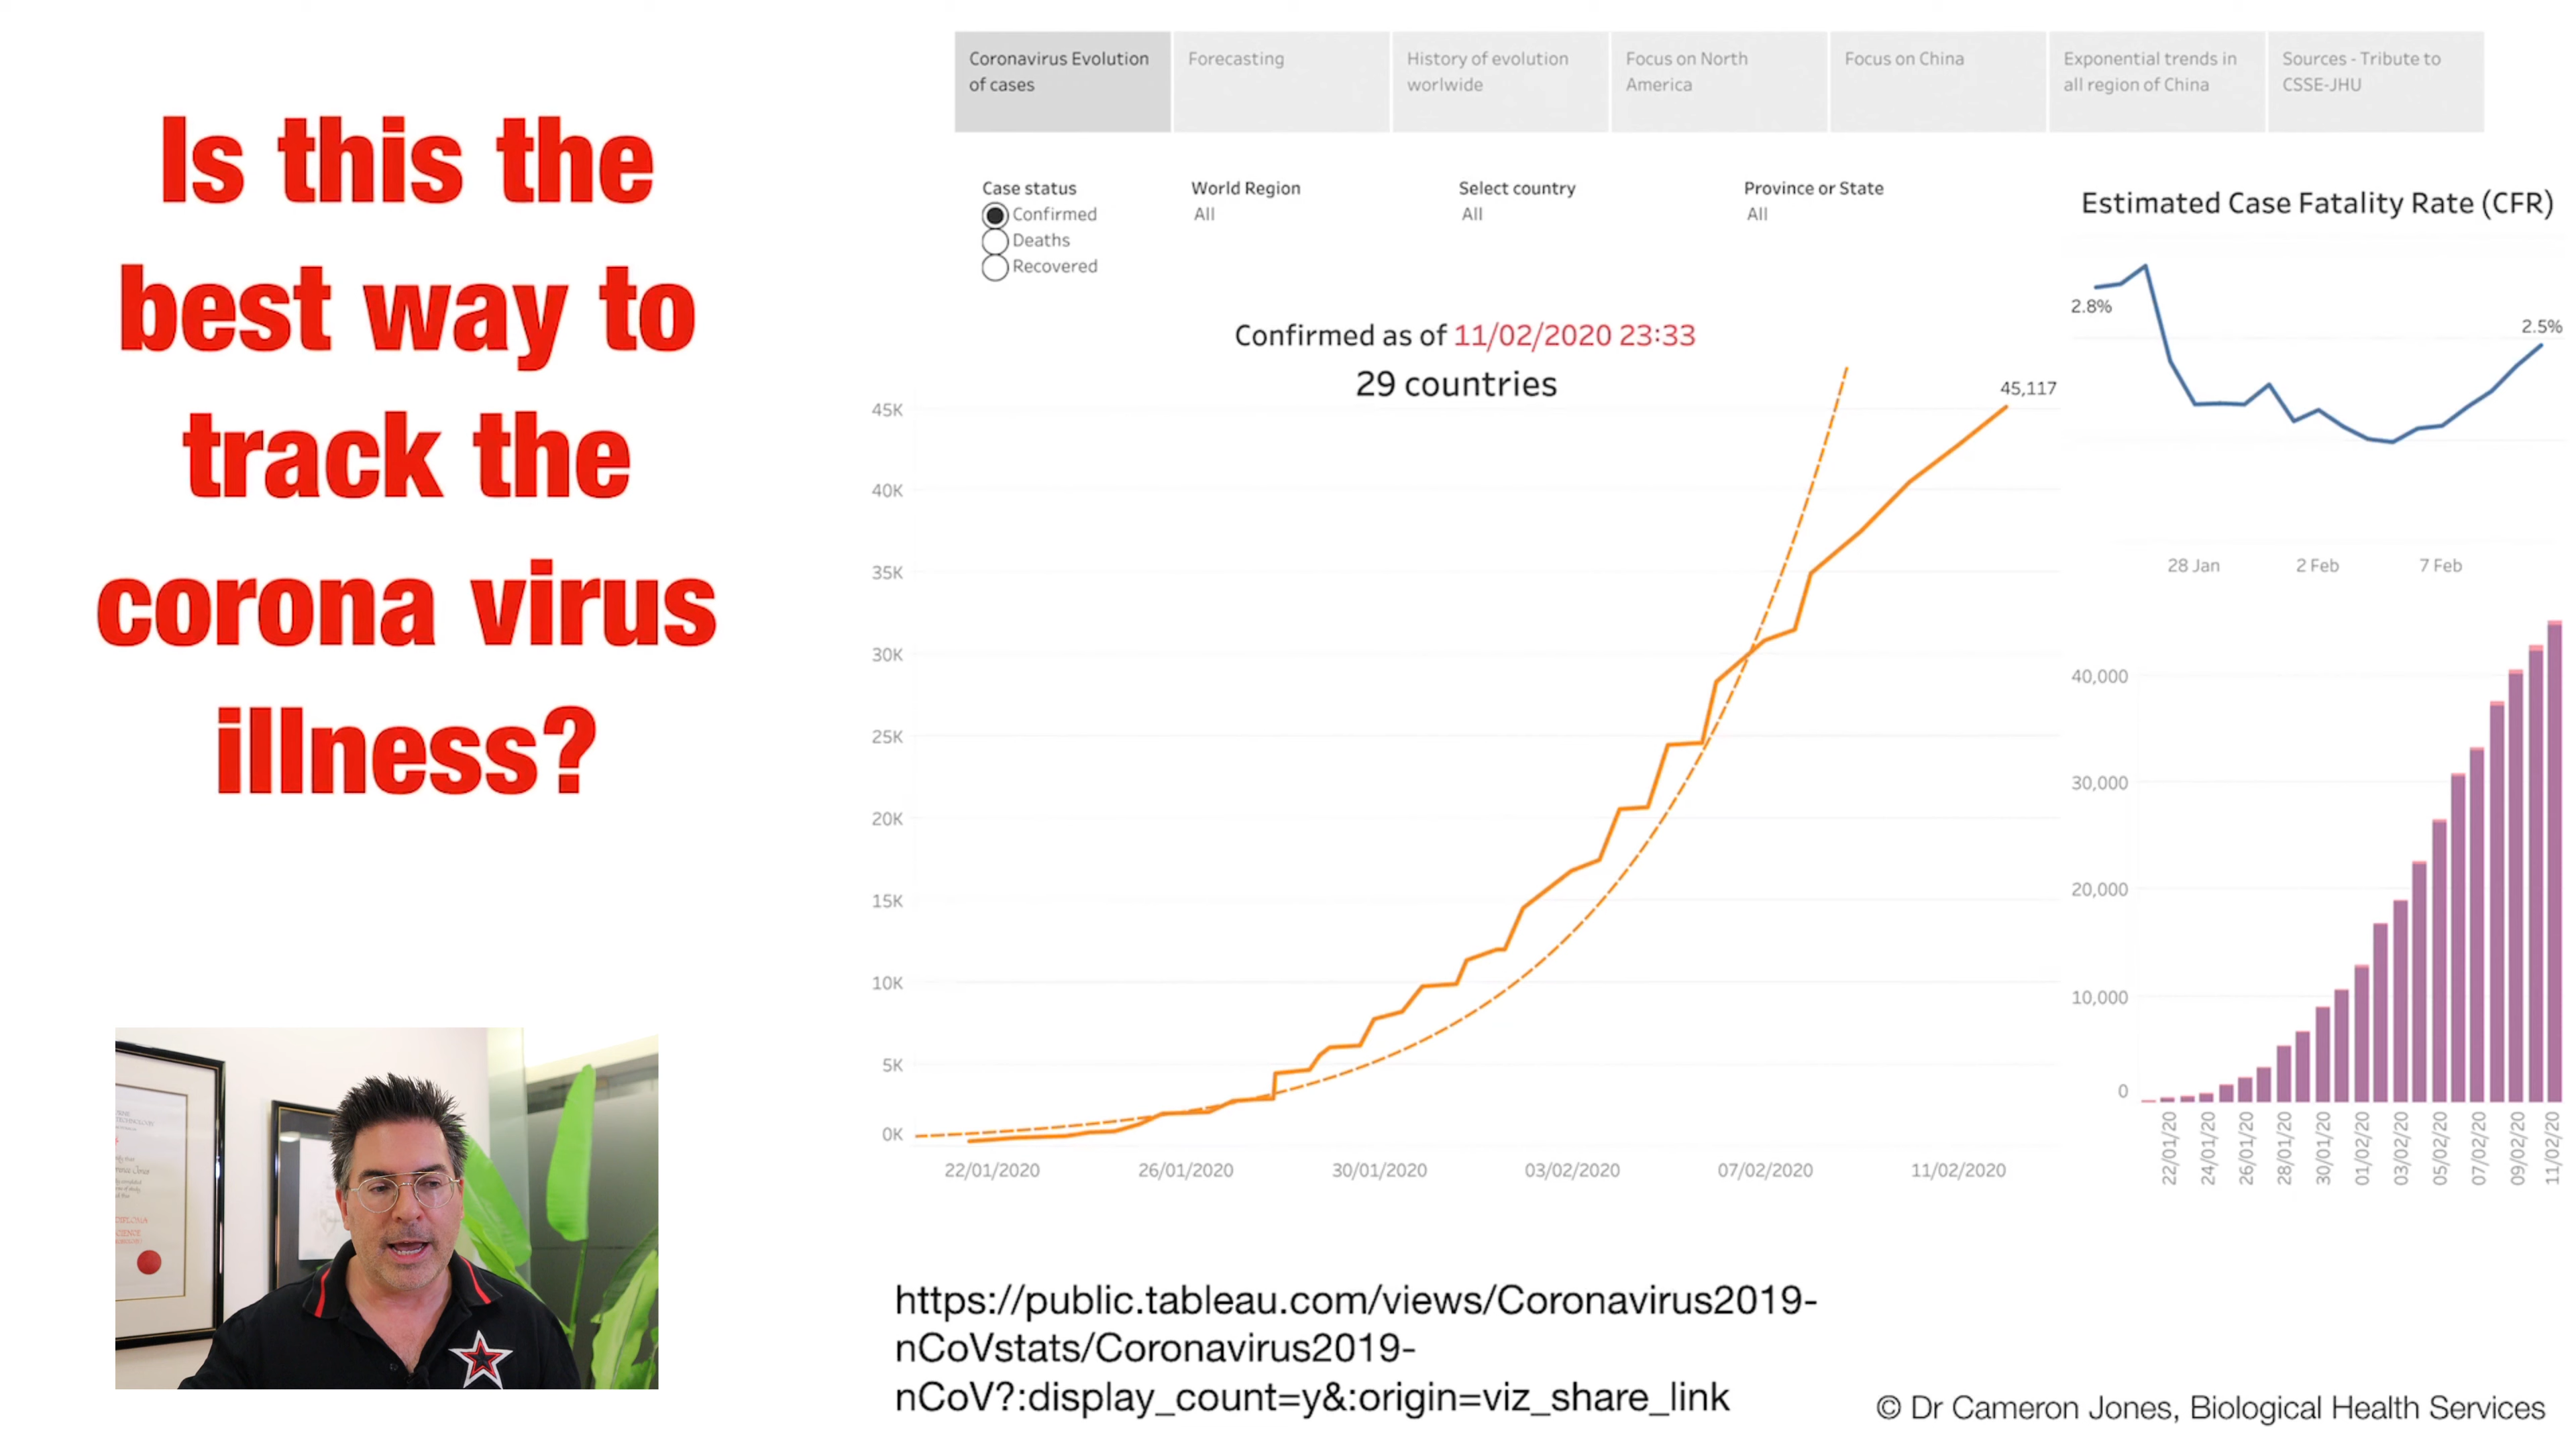 Is this the
best way to
track the
corona virus
illness?
Coronavirus Evolution
of cases
Forecasting
History of evolution
worlwide
Focus on North
America
Focus on China
Exponential trends in
all region of China
Sources - Tribute to
CSSE-JHU
Case status
Confirmed
Deaths
Recovered
World Region
All
Select country
All
Province or State
All
Confirmed as of 11/02/2020 23:33
29 countries
45,117
45K
40K
35K
30K
25K
20K
15K
10K
5K
0K
22/01/2020 26/01/2020 30/01/2020 03/02/2020 07/02/2020 11/02/2020
Estimated Case Fatality Rate (CFR)
2.8%
2.5%
28 Jan 2 Feb 7 Feb
40,000
30,000
20,000
10,000
0
22/01/20 24/01/20 26/01/20 28/01/20 30/01/20 01/02/20 03/02/20 05/02/20 07/02/20 09/02/20 11/02/20
https://public.tableau.com/views/Coronavirus2019-
nCoVstats/Coronavirus2019-
nCoV?:display_count=y&:origin=viz_share_link
© Dr Cameron Jones, Biological Health Services